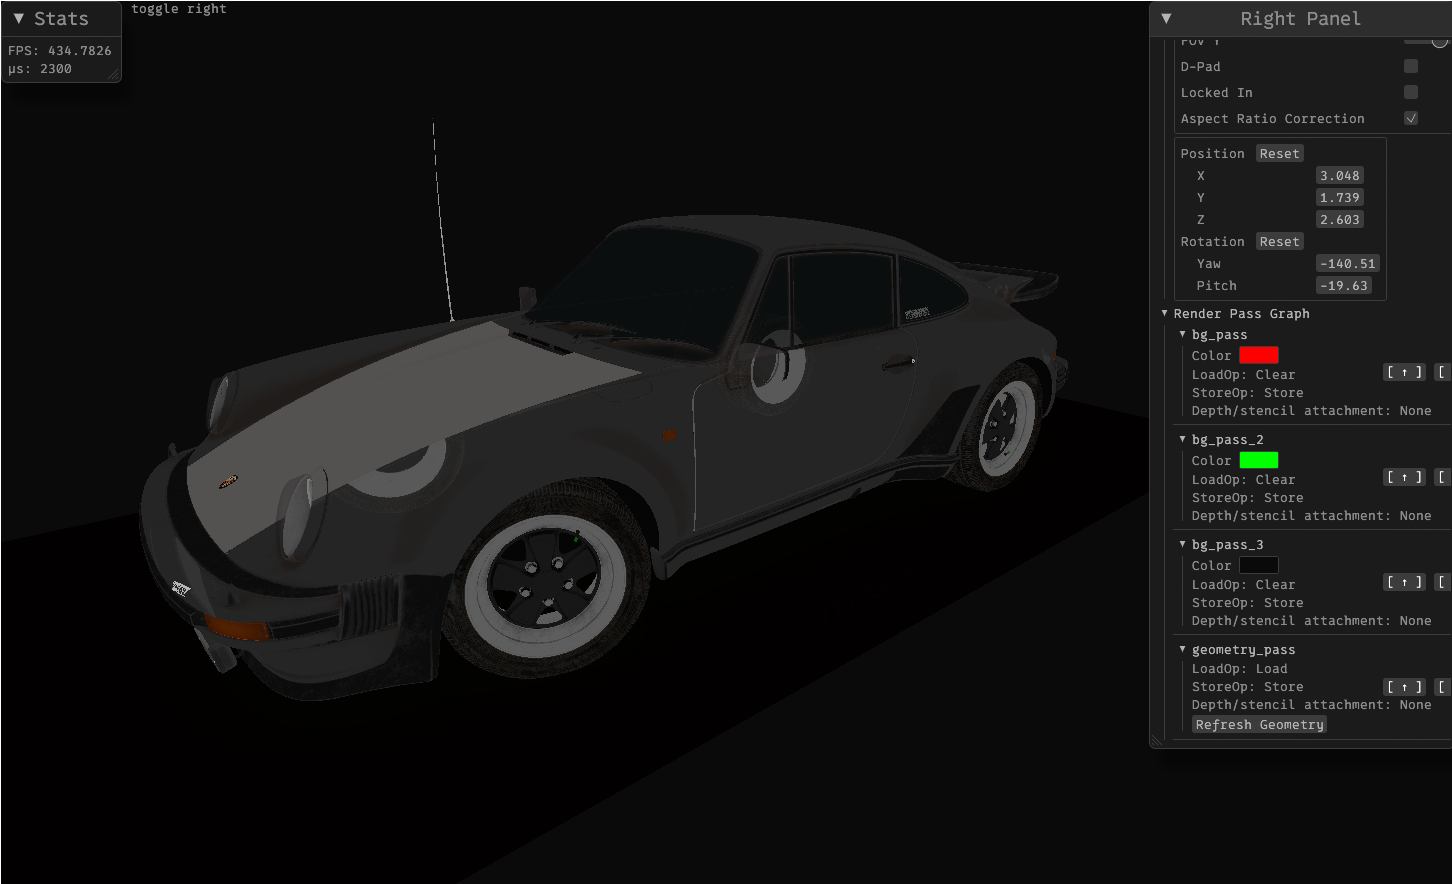 Stats
toggle right
FPS: 434.7826
µs: 2300
Right Panel
FOV Y
D-Pad
Locked In
Aspect Ratio Correction
Position Reset
X 3.048
Y 1.739
Z 2.603
Rotation Reset
Yaw -140.51
Pitch -19.63
Render Pass Graph
bg_pass
Color
LoadOp: Clear [ ↑ ] [
StoreOp: Store
Depth/stencil attachment: None
bg_pass_2
Color
LoadOp: Clear [ ↑ ] [
StoreOp: Store
Depth/stencil attachment: None
bg_pass_3
Color
LoadOp: Clear [ ↑ ] [
StoreOp: Store
Depth/stencil attachment: None
geometry_pass
LoadOp: Load
StoreOp: Store [ ↑ ] [
Depth/stencil attachment: None
Refresh Geometry